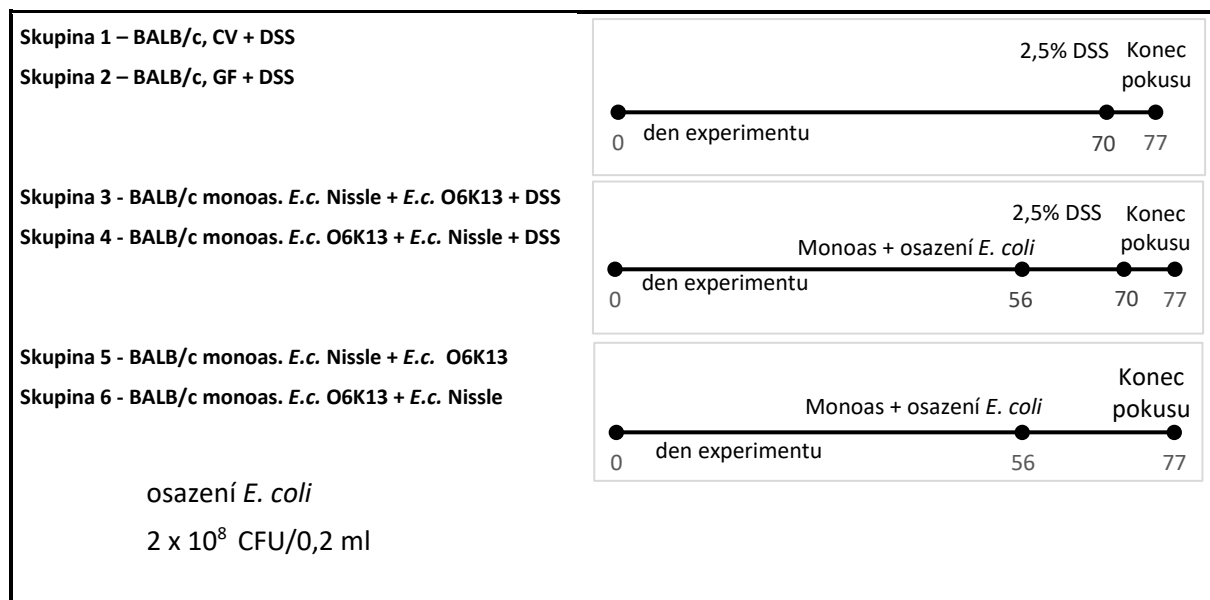 Skupina 1 – BALB/c, CV + DSS
Skupina 2 – BALB/c, GF + DSS
2,5% DSS Konec
pokusu
den experimentu
0 70 77
Skupina 3 - BALB/c monoas. E.c. Nissle + E.c. O6K13 + DSS
Skupina 4 - BALB/c monoas. E.c. O6K13 + E.c. Nissle + DSS
2,5% DSS Konec
pokusu
Monoas + osazení E. coli
den experimentu
0 56 70 77
Skupina 5 - BALB/c monoas. E.c. Nissle + E.c. O6K13
Skupina 6 - BALB/c monoas. E.c. O6K13 + E.c. Nissle
Konec
pokusu
Monoas + osazení E. coli
den experimentu
0 56 77
osazení E. coli
2 x 10⁸ CFU/0,2 ml